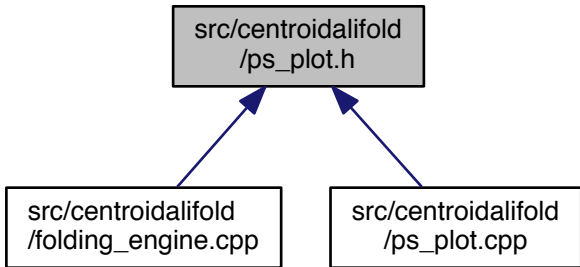 src/centroidalifold
/ps_plot.h
src/centroidalifold
/folding_engine.cpp
src/centroidalifold
/ps_plot.cpp